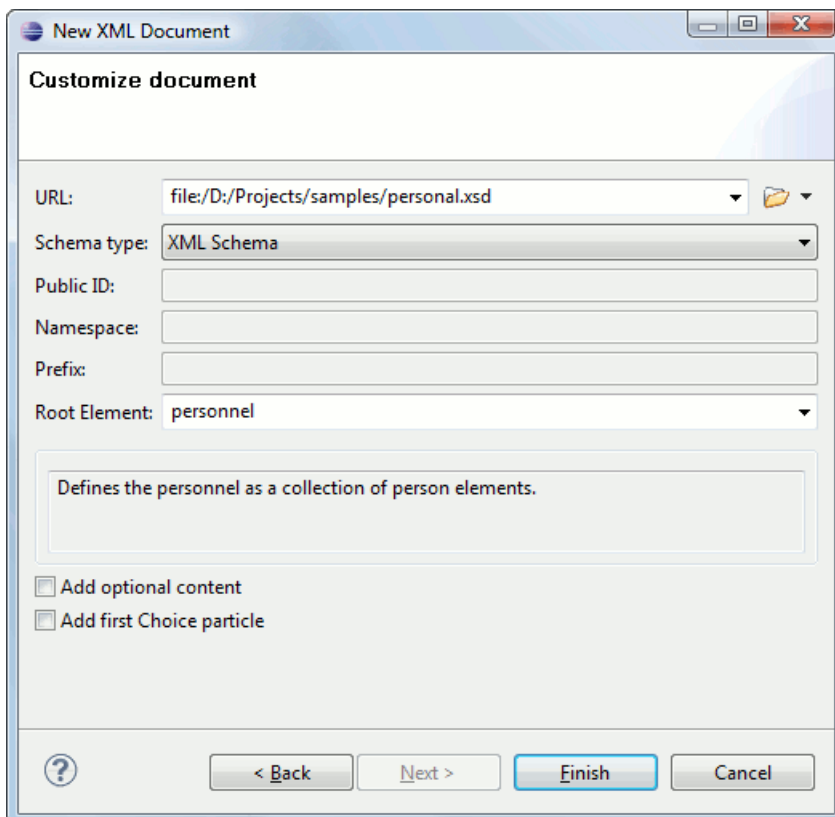 New XML Document
Customize document
URL: file:/D:/Projects/samples/personal.xsd
Schema type: XML Schema
Public ID:
Namespace:
Prefix:
Root Element: personnel
Defines the personnel as a collection of person elements.
Add optional content
Add first Choice particle
? < Back Next > Finish Cancel